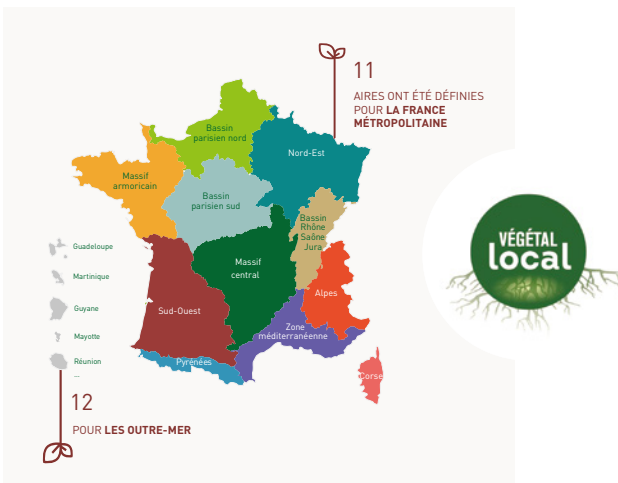 11
AIRES ONT ÉTÉ DÉFINIES
POUR LA FRANCE
MÉTROPOLITAINE
Bassin
parisien nord
Nord-Est
Massif
armoricain
Bassin
parisien sud
Bassin
Rhône
Saône
Jura
Massif
central
Alpes
Sud-Ouest
Zone
méditerranéenne
Pyrénées
Corse
Guadeloupe
Martinique
Guyane
Mayotte
Réunion
...
12
POUR LES OUTRE-MER
VÉGÉTAL
local